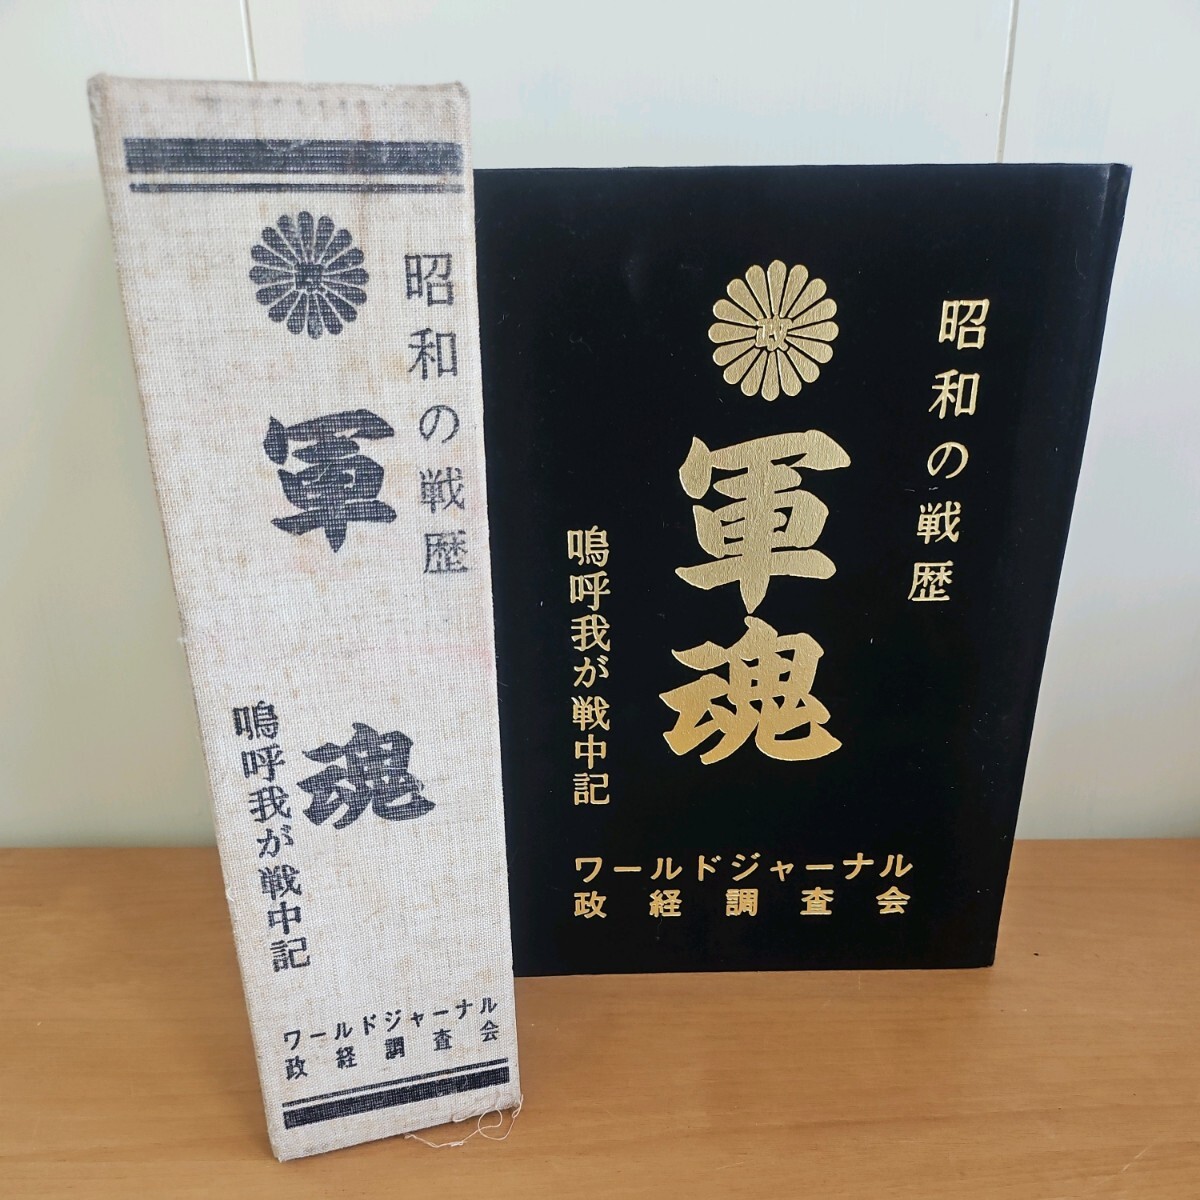 昭和の戦歴
軍魂
嗚呼我が戦中記
ワールドジャーナル
政経調査会
政
昭和の戦歴
軍魂
嗚呼我が戦中記
ワールドジャーナル
政経調査会